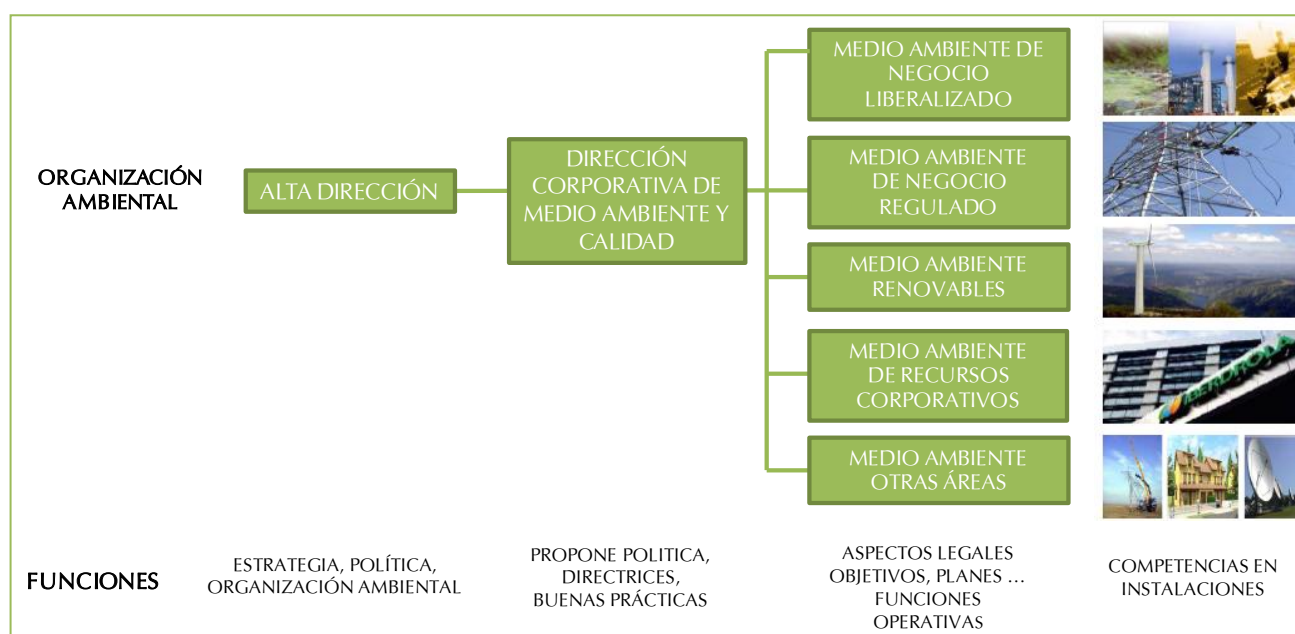 ORGANIZACIÓN
AMBIENTAL
ALTA DIRECCIÓN
DIRECCIÓN
CORPORATIVA DE
MEDIO AMBIENTE Y
CALIDAD
MEDIO AMBIENTE DE
NEGOCIO
LIBERALIZADO
MEDIO AMBIENTE
DE NEGOCIO
REGULADO
MEDIO AMBIENTE
RENOVABLES
MEDIO AMBIENTE
DE RECURSOS
CORPORATIVOS
IBERDROLA
MEDIO AMBIENTE
OTRAS ÁREAS
FUNCIONES
ESTRATEGIA, POLÍTICA,
ORGANIZACIÓN AMBIENTAL
PROPONE POLITICA,
DIRECTRICES,
BUENAS PRÁCTICAS
ASPECTOS LEGALES
OBJETIVOS, PLANES …
FUNCIONES
OPERATIVAS
COMPETENCIAS EN
INSTALACIONES